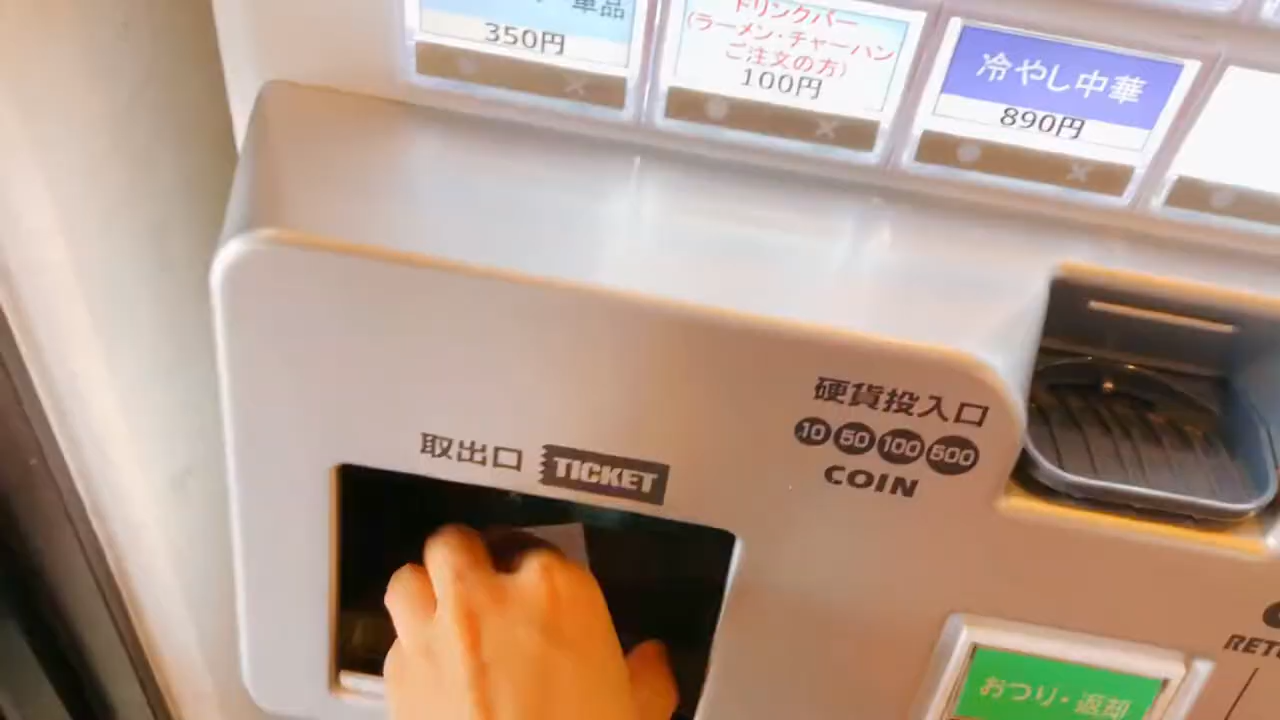 単品
350円
ドリンクバー
(ラーメン・チャーハン
ご注文の方)
100円
冷やし中華
890円
硬貨投入口
10 50 100 500
COIN
取出口 TICKET
おつり・返却